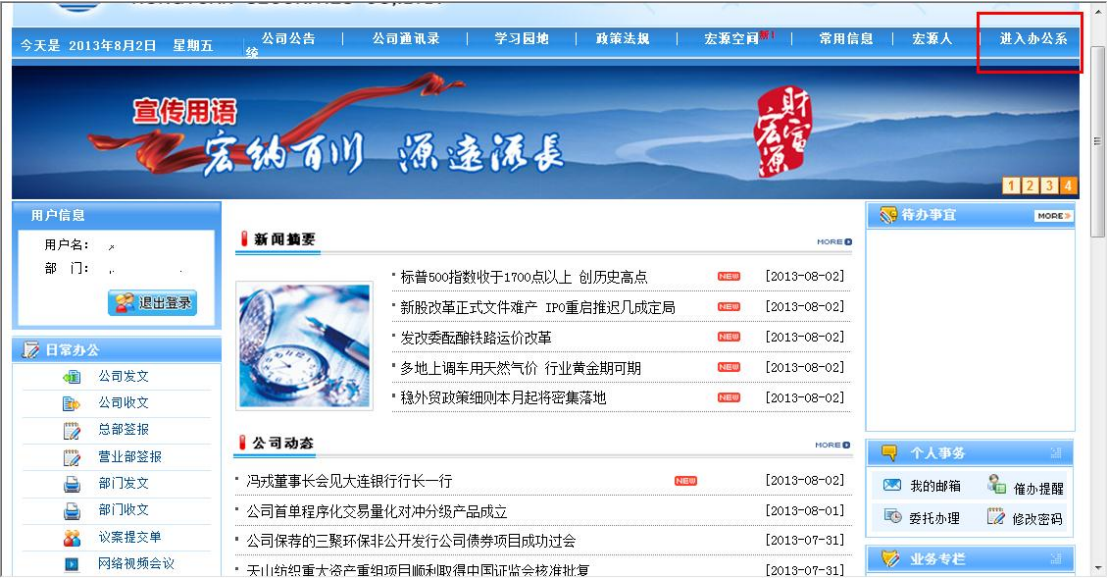 今天是 2013年8月2日 星期五
公司公告 | 公司通讯录 | 学习园地 | 政策法规 | 宏源空间 新! | 常用信息 | 宏源人 | 进入办公系
统
宣传用语
宏纳百川 源远流长
财富
宏源
1 2 3 4
用户信息
用户名:
部 门:
退出登录
日常办公
公司发文
公司收文
总部签报
营业部签报
部门发文
部门收文
议案提交单
网络视频会议
新闻摘要 MORE
标普500指数收于1700点以上 创历史高点 NEW [2013-08-02]
新股改革正式文件难产 IPO重启推迟几成定局 NEW [2013-08-02]
发改委酝酿铁路运价改革 NEW [2013-08-02]
多地上调车用天然气价 行业黄金期可期 NEW [2013-08-02]
稳外贸政策细则本月起将密集落地 NEW [2013-08-02]
公司动态 MORE
冯戎董事长会见大连银行行长一行 NEW [2013-08-02]
公司首单程序化交易量化对冲分级产品成立 [2013-08-01]
公司保荐的三聚环保非公开发行公司债券项目成功过会 [2013-07-31]
天山纺织重大资产重组项目顺利取得中国证监会核准批复 [2013-07-31]
待办事宜 MORE
个人事务
我的邮箱 催办提醒
委托办理 修改密码
业务专栏